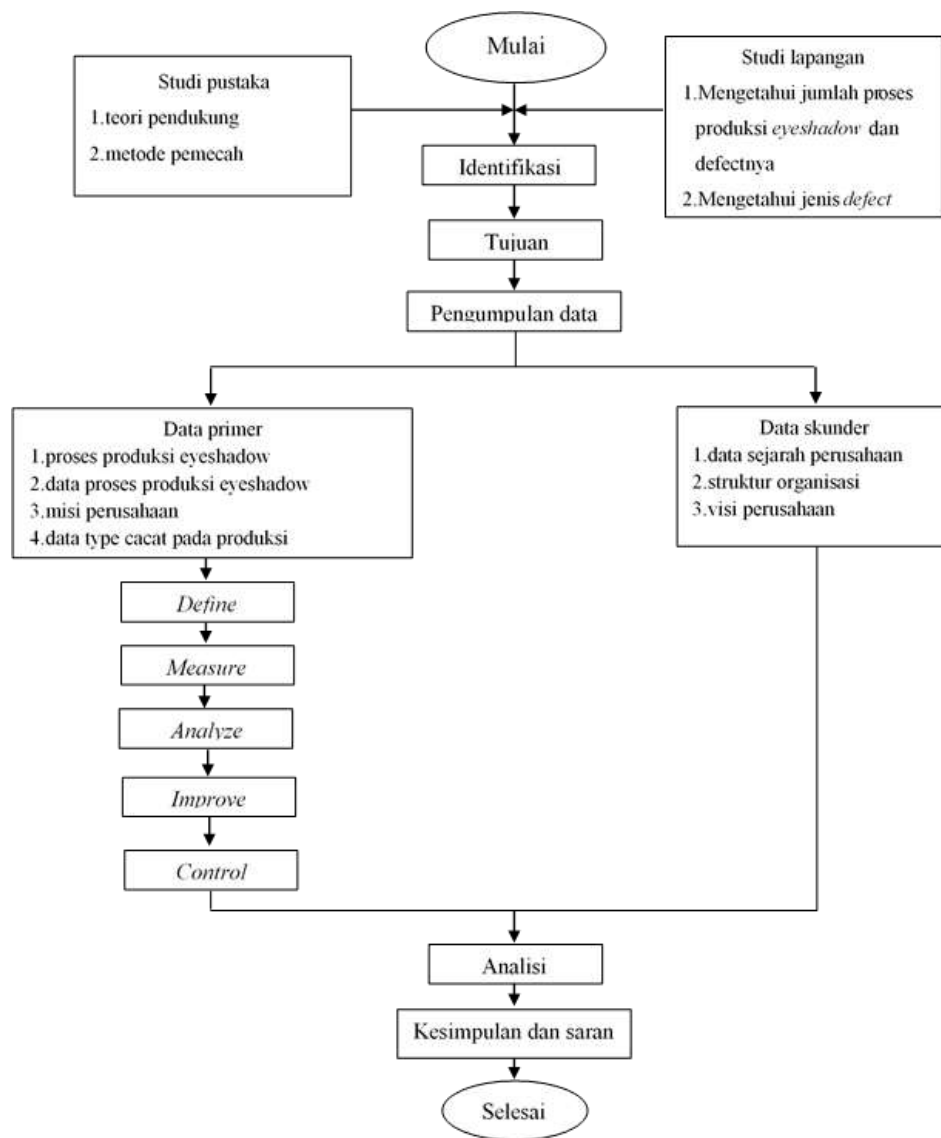 Mulai
Studi pustaka
1.teori pendukung
2.metode pemecah
Studi lapangan
1.Mengetahui jumlah proses
produksi eyeshadow dan
defectnya
2.Mengetahui jenis defect
Identifikasi
Tujuan
Pengumpulan data
Data primer
1.proses produksi eyeshadow
2.data proses produksi eyeshadow
3.misi perusahaan
4.data type cacat pada produksi
Data skunder
1.data sejarah perusahaan
2.struktur organisasi
3.visi perusahaan
Define
Measure
Analyze
Improve
Control
Analisi
Kesimpulan dan saran
Selesai